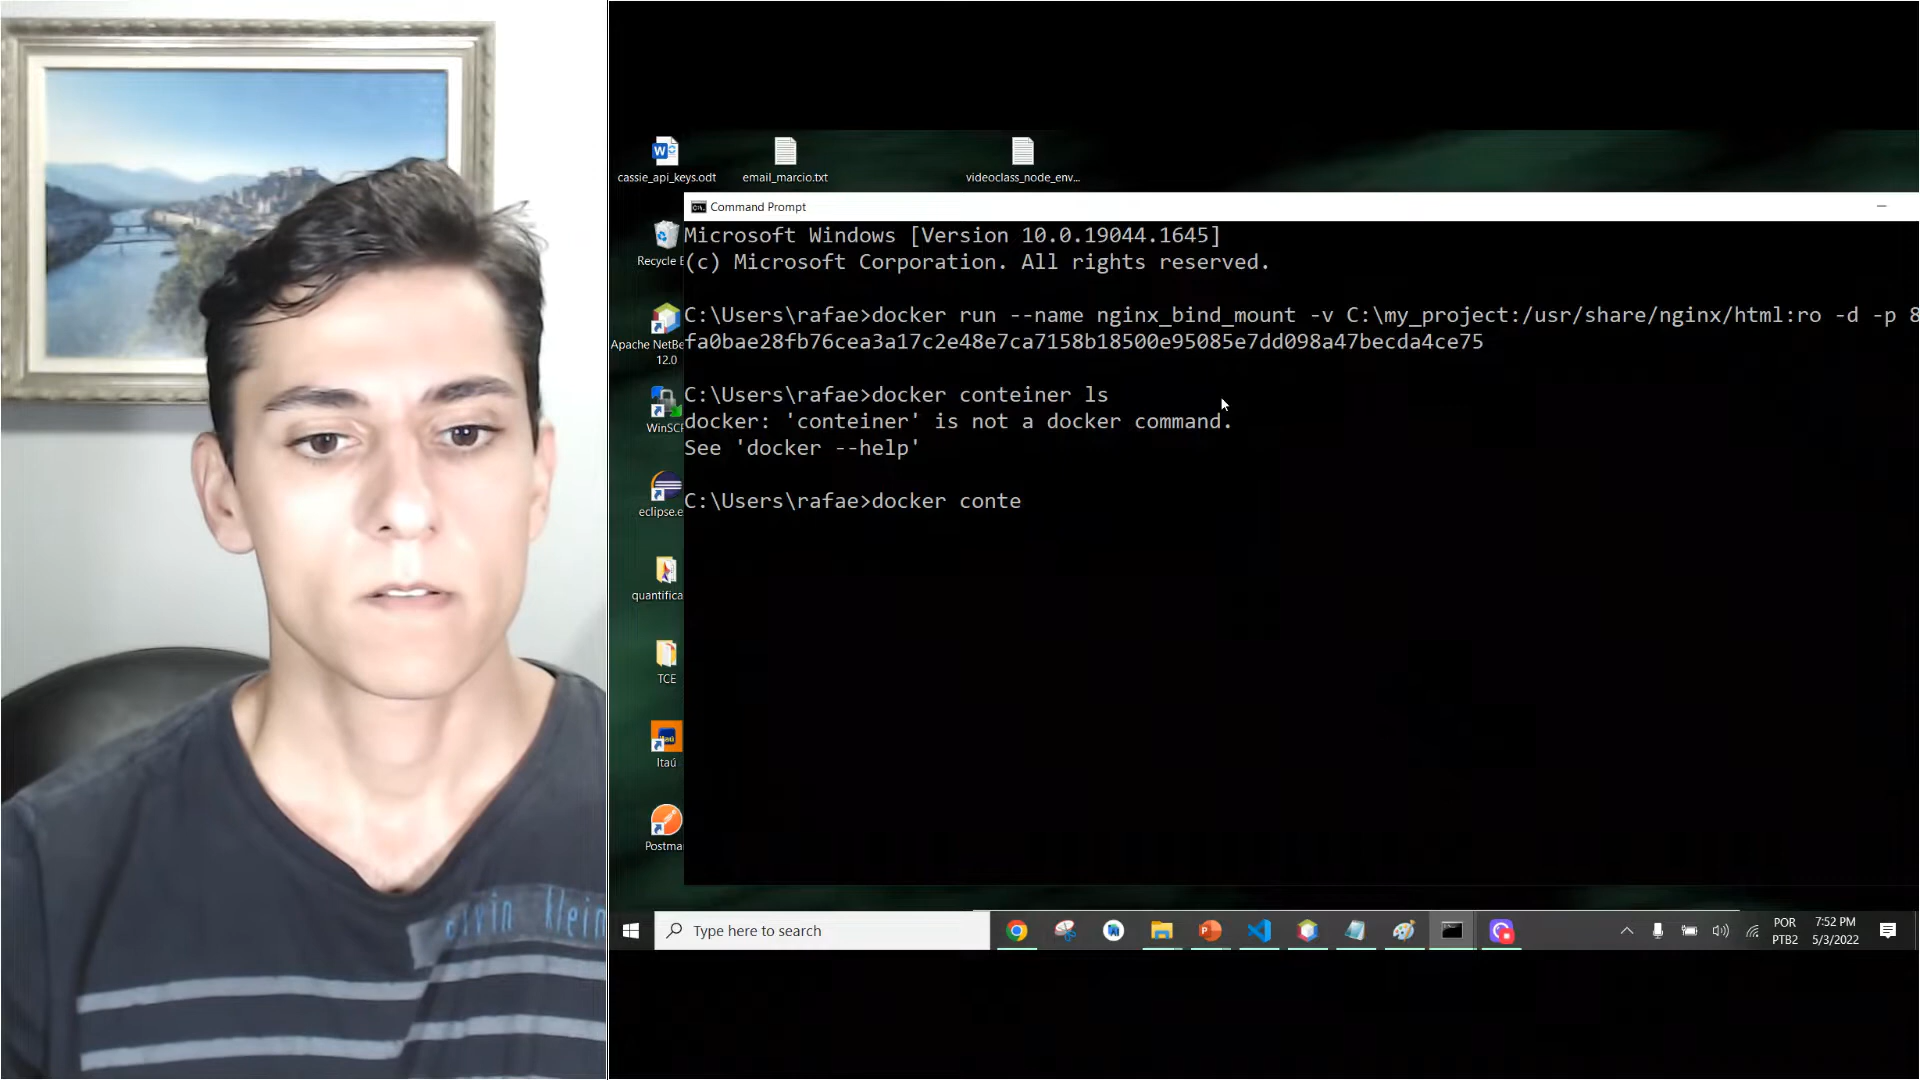 cassie_api_keys.odt
email_marcio.txt
videoclass_node_env...
Command Prompt
Recycle B
Apache NetBe
12.0
WinSC
eclipse.e
quantifica
TCE
Itaú
Postma
Microsoft Windows [Version 10.0.19044.1645]
(c) Microsoft Corporation. All rights reserved.
C:\Users\rafae>docker run --name nginx_bind_mount -v C:\my_project:/usr/share/nginx/html:ro -d -p 8
fa0bae28fb76cea3a17c2e48e7ca7158b18500e95085e7dd098a47becda4ce75
C:\Users\rafae>docker conteiner ls
docker: 'conteiner' is not a docker command.
See 'docker --help'
C:\Users\rafae>docker conte
Type here to search
POR
PTB2
7:52 PM
5/3/2022
lvin klein